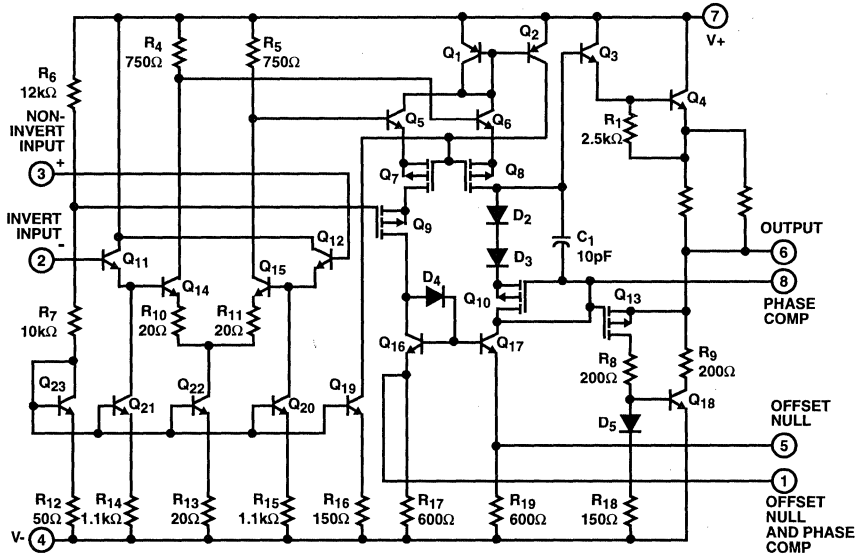 7
V+
R4
750Ω
R5
750Ω
Q1
Q2
Q3
Q4
R6
12kΩ
NON-
INVERT
INPUT
+
3
Q5
Q6
R1
2.5kΩ
Q7
Q8
INVERT
INPUT
-
2
Q11
Q12
Q9
D2
C1
10pF
OUTPUT
6
Q14
Q15
D3
D4
8
PHASE
COMP
R7
10kΩ
R10
20Ω
R11
20Ω
Q10
Q13
Q16
Q17
R8
200Ω
R9
200Ω
Q23
Q21
Q22
Q20
Q19
Q18
D5
OFFSET
NULL
5
1
OFFSET
NULL
AND PHASE
COMP
R12
50Ω
R14
1.1kΩ
R13
20Ω
R15
1.1kΩ
R16
150Ω
R17
600Ω
R19
600Ω
R18
150Ω
V-
4